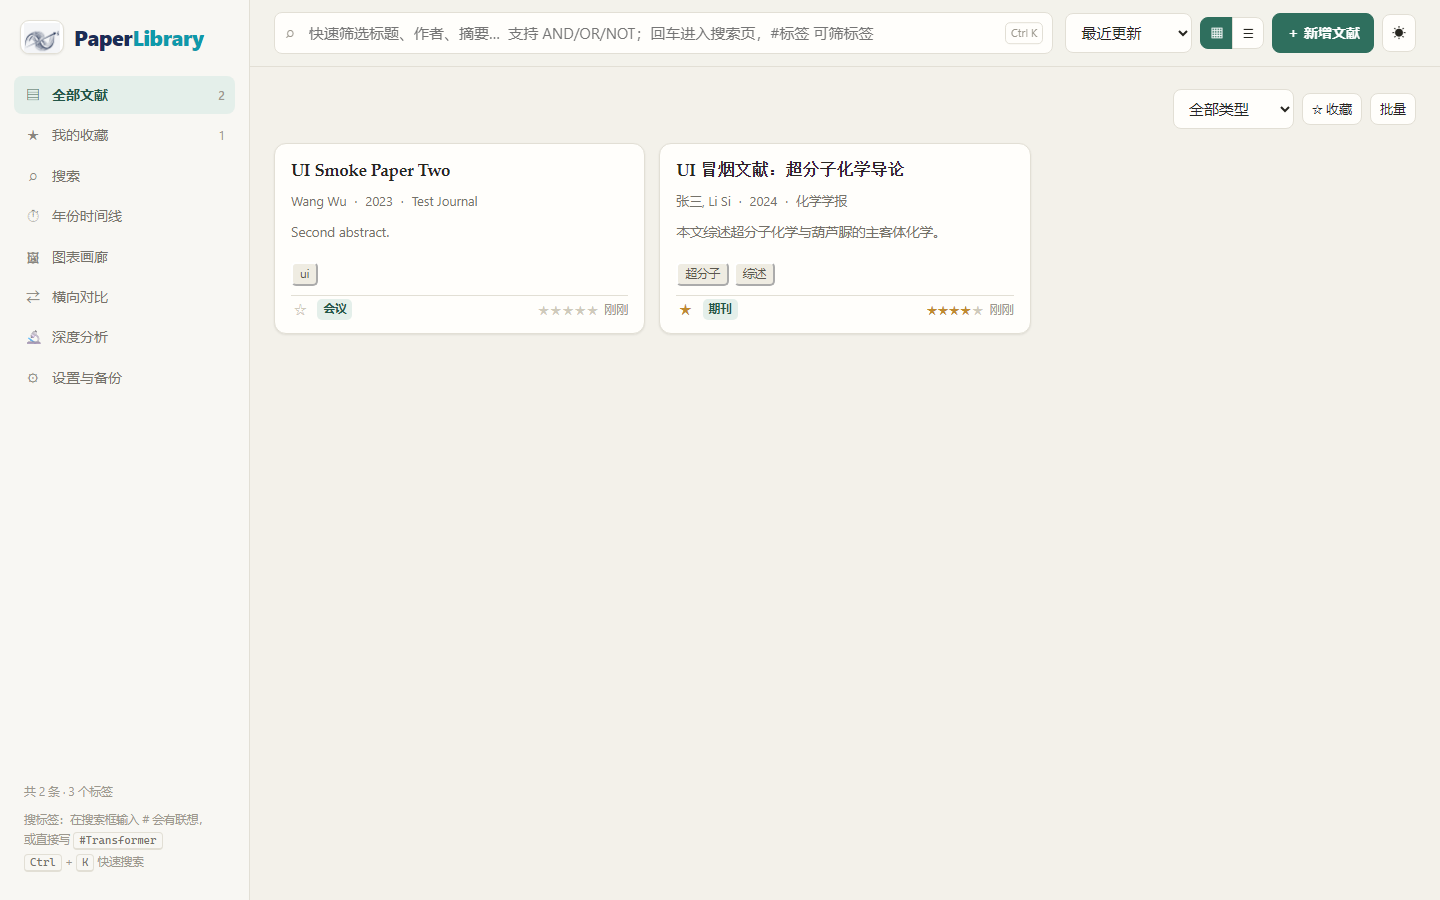 PaperLibrary
全部文献 2
我的收藏 1
搜索
年份时间线
图表画廊
横向对比
深度分析
设置与备份
共 2 条 · 3 个标签
搜标签：在搜索框输入 # 会有联想，
或直接写 #Transformer
Ctrl + K 快速搜索
快速筛选标题、作者、摘要... 支持 AND/OR/NOT；回车进入搜索页，#标签 可筛标签 Ctrl K
最近更新
+ 新增文献
全部类型
☆ 收藏
批量
UI Smoke Paper Two
Wang Wu · 2023 · Test Journal
Second abstract.
ui
☆ 会议 ★★★★★ 刚刚
UI 冒烟文献：超分子化学导论
张三, Li Si · 2024 · 化学学报
本文综述超分子化学与葫芦脲的主客体化学。
超分子 综述
★ 期刊 ★★★★★ 刚刚